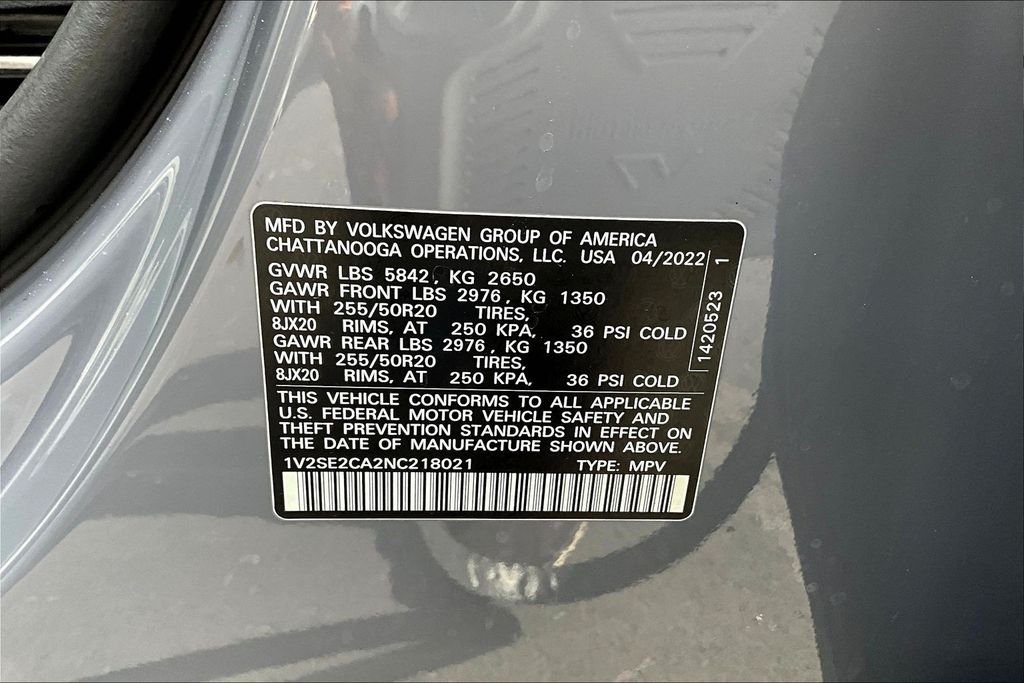 MFD BY VOLKSWAGEN GROUP OF AMERICA
CHATTANOOGA OPERATIONS, LLC. USA 04/2022
GVWR LBS 5842, KG 2650
GAWR FRONT LBS 2976, KG 1350
WITH 255/50R20 TIRES,
8JX20 RIMS, AT 250 KPA, 36 PSI COLD
GAWR REAR LBS 2976, KG 1350
WITH 255/50R20 TIRES,
8JX20 RIMS, AT 250 KPA, 36 PSI COLD
1420523 1
THIS VEHICLE CONFORMS TO ALL APPLICABLE
U.S. FEDERAL MOTOR VEHICLE SAFETY AND
THEFT PREVENTION STANDARDS IN EFFECT ON
THE DATE OF MANUFACTURE SHOWN ABOVE.
1V2SE2CA2NC218021 TYPE: MPV